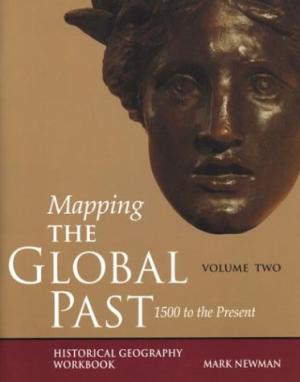 Mapping
THE
GLOBAL
VOLUME TWO
PAST
1500 to the Present
HISTORICAL GEOGRAPHY
WORKBOOK
MARK NEWMAN